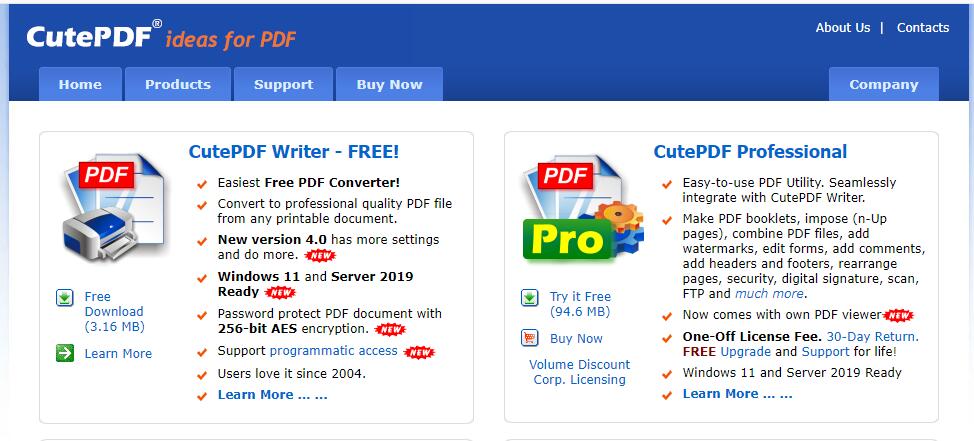 CutePDF® ideas for PDF
About Us | Contacts
Home Products Support Buy Now Company
CutePDF Writer - FREE!
PDF
Easiest Free PDF Converter!
Convert to professional quality PDF file
from any printable document.
New version 4.0 has more settings
and do more. NEW
Windows 11 and Server 2019
Ready NEW
Password protect PDF document with
256-bit AES encryption. NEW
Support programmatic access NEW
Users love it since 2004.
Learn More ... ...
Free
Download
(3.16 MB)
Learn More
CutePDF Professional
PDF
Pro
Easy-to-use PDF Utility. Seamlessly
integrate with CutePDF Writer.
Make PDF booklets, impose (n-Up
pages), combine PDF files, add
watermarks, edit forms, add comments,
add headers and footers, rearrange
pages, security, digital signature, scan,
FTP and much more.
Now comes with own PDF viewer NEW
One-Off License Fee. 30-Day Return.
FREE Upgrade and Support for life!
Windows 11 and Server 2019 Ready
Learn More ... ...
Try it Free
(94.6 MB)
Buy Now
Volume Discount
Corp. Licensing